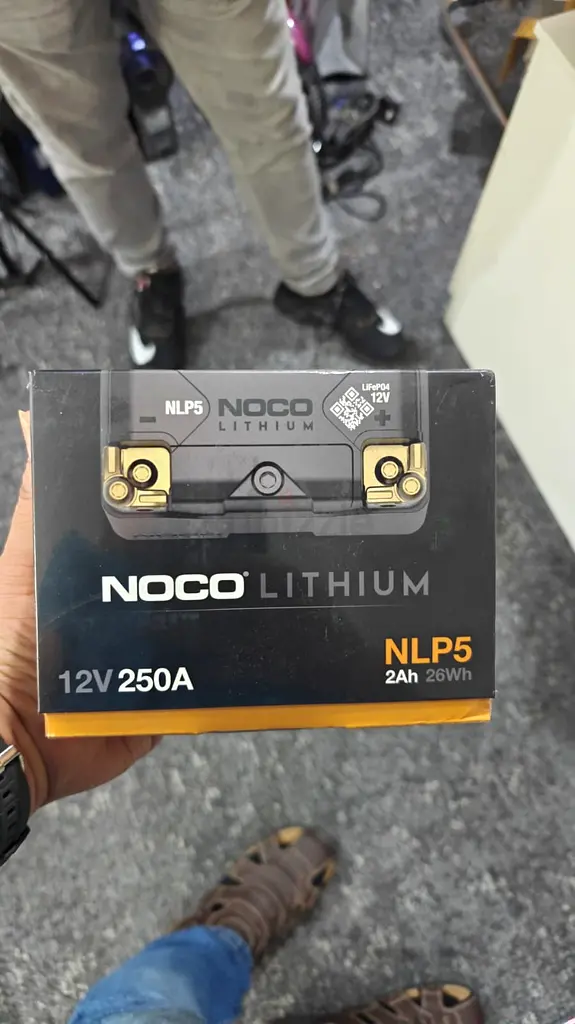 NLP5
NOCO
LITHIUM
LiFePO4
12V
NOCO® LITHIUM
12V 250A
NLP5
2Ah 26Wh